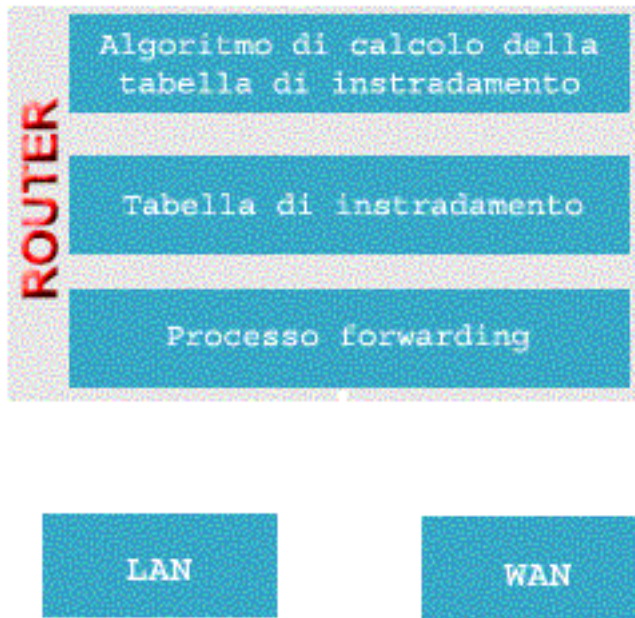 ROUTER
Algoritmo di calcolo della
tabella di instradamento
Tabella di instradamento
Processo forwarding
LAN
WAN